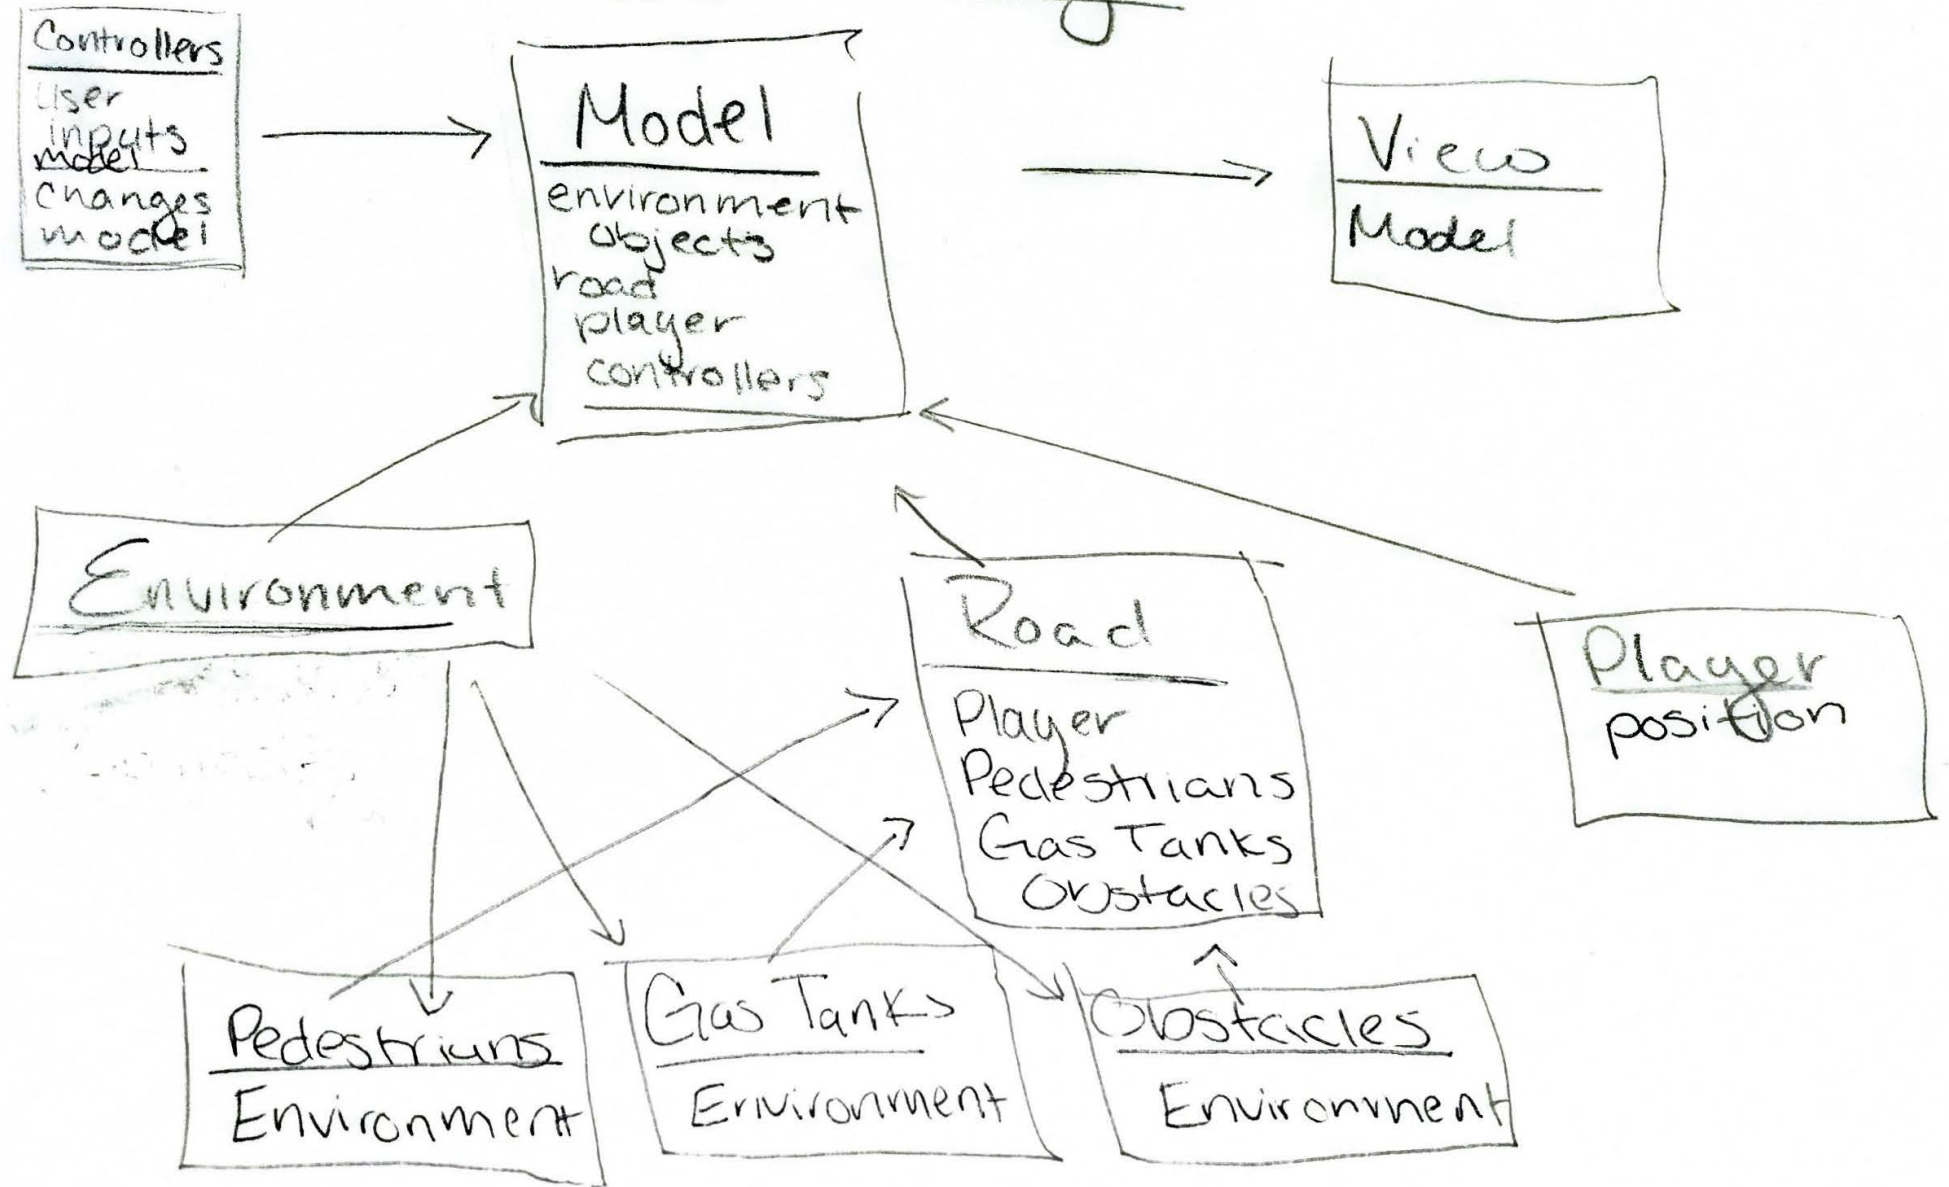 Controllers
user
inputs
model
changes
model
Model
environment
objects
road
player
controllers
View
Model
Environment
Road
Player
Pedestrians
Gas Tanks
Obstacles
Player
position
Pedestrians
Environment
Gas Tanks
Environment
Obstacles
Environment